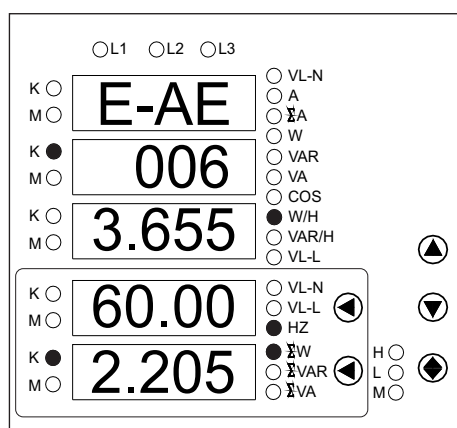 L1 L2 L3
VL-N
K A
M E-AE ΣA
W
K VAR
M 006 VA
COS
K W/H
M 3.655 VAR/H
VL-L
K VL-N
60.00 VL-L
M HZ
K ΣW H
2.205 ΣVAR L
M ΣVA M